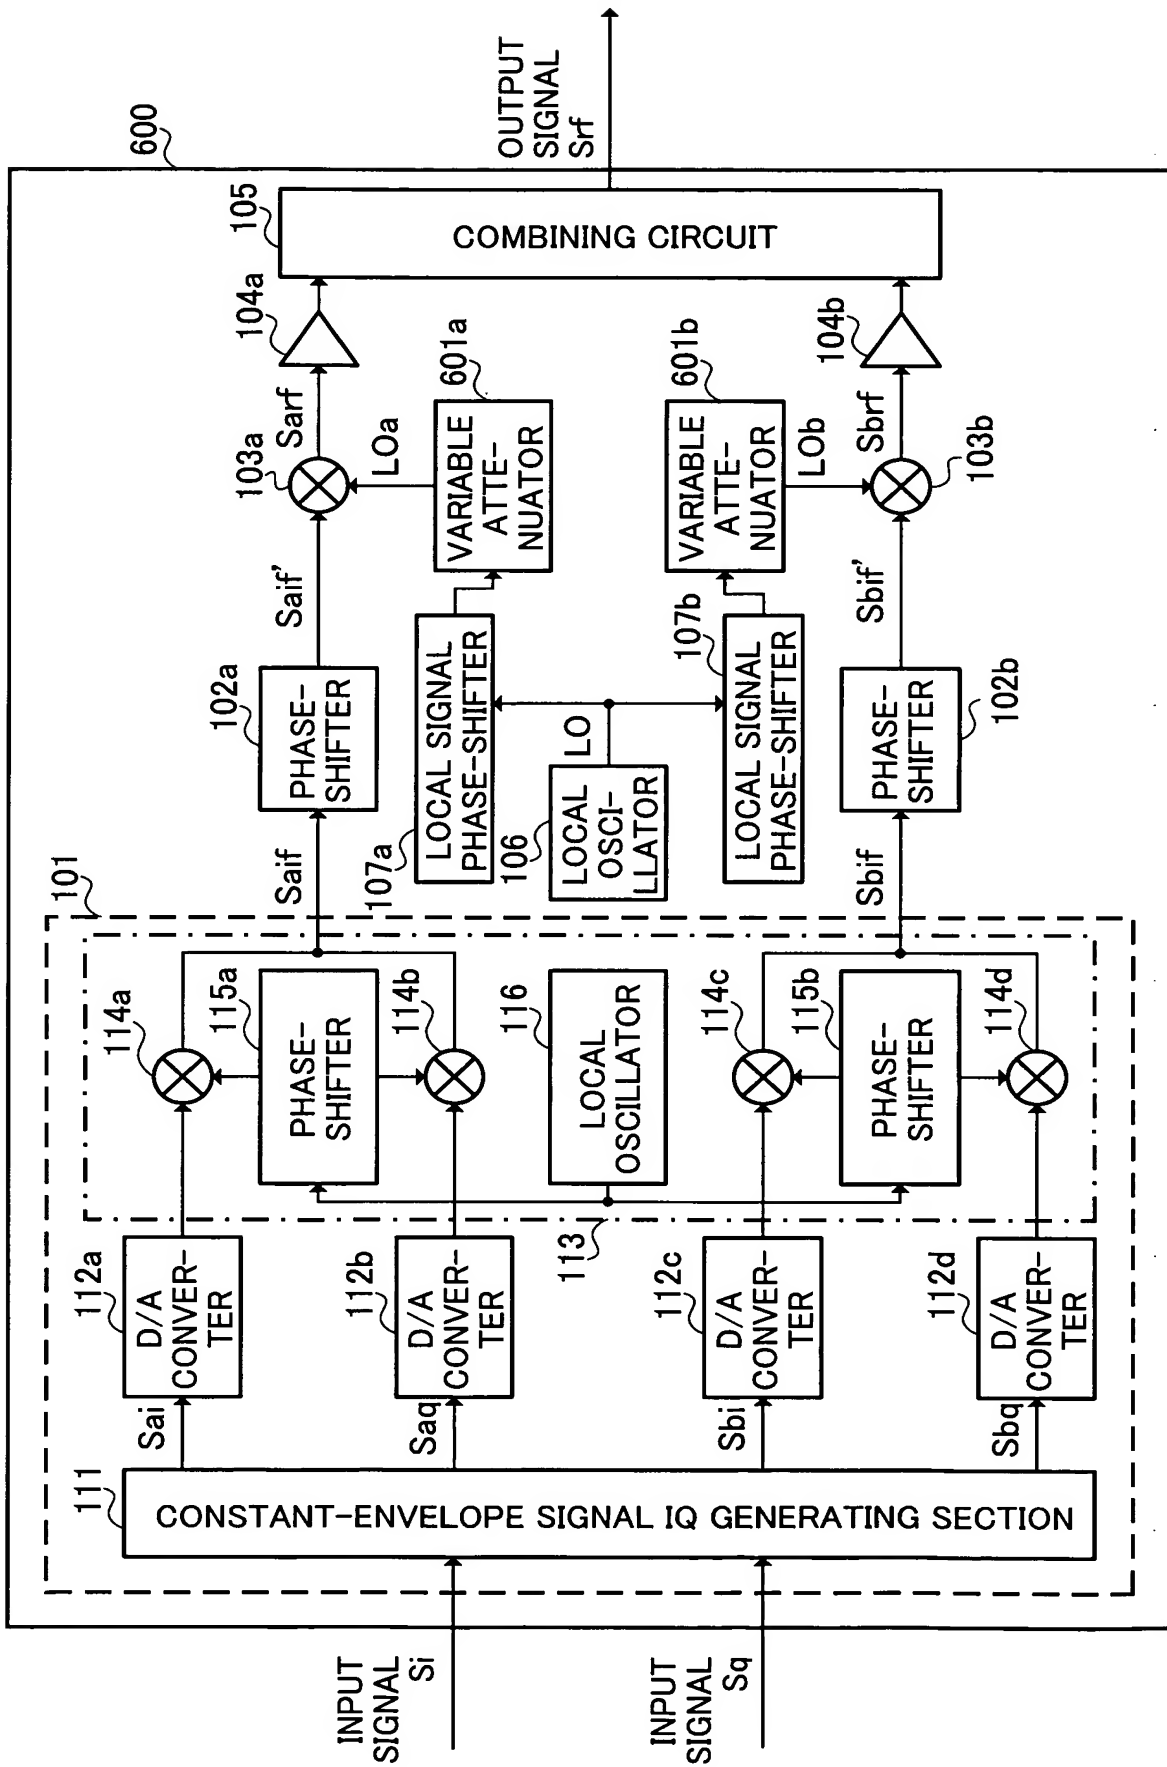 600
INPUT
SIGNAL
Si
INPUT
SIGNAL
Sq
101
111
CONSTANT-ENVELOPE SIGNAL IQ GENERATING SECTION
Sai
Saq
Sbi
Sbq
112a
D/A
CONVER-
TER
112b
D/A
CONVER-
TER
112c
D/A
CONVER-
TER
112d
D/A
CONVER-
TER
113
114a
115a
PHASE-
SHIFTER
114b
116
LOCAL
OSCILLATOR
114c
115b
PHASE-
SHIFTER
114d
Saif
Sbif
102a
PHASE-
SHIFTER
107a
LOCAL SIGNAL
PHASE-SHIFTER
106
LOCAL
OSCI-
LLATOR
LO
107b
LOCAL SIGNAL
PHASE-SHIFTER
102b
PHASE-
SHIFTER
Saif'
Sbif'
103a
LOa
601a
VARIABLE
ATTE-
NUATOR
601b
VARIABLE
ATTE-
NUATOR
LOb
103b
Sarf
Sbrf
104a
104b
105
COMBINING CIRCUIT
OUTPUT
SIGNAL
Srf